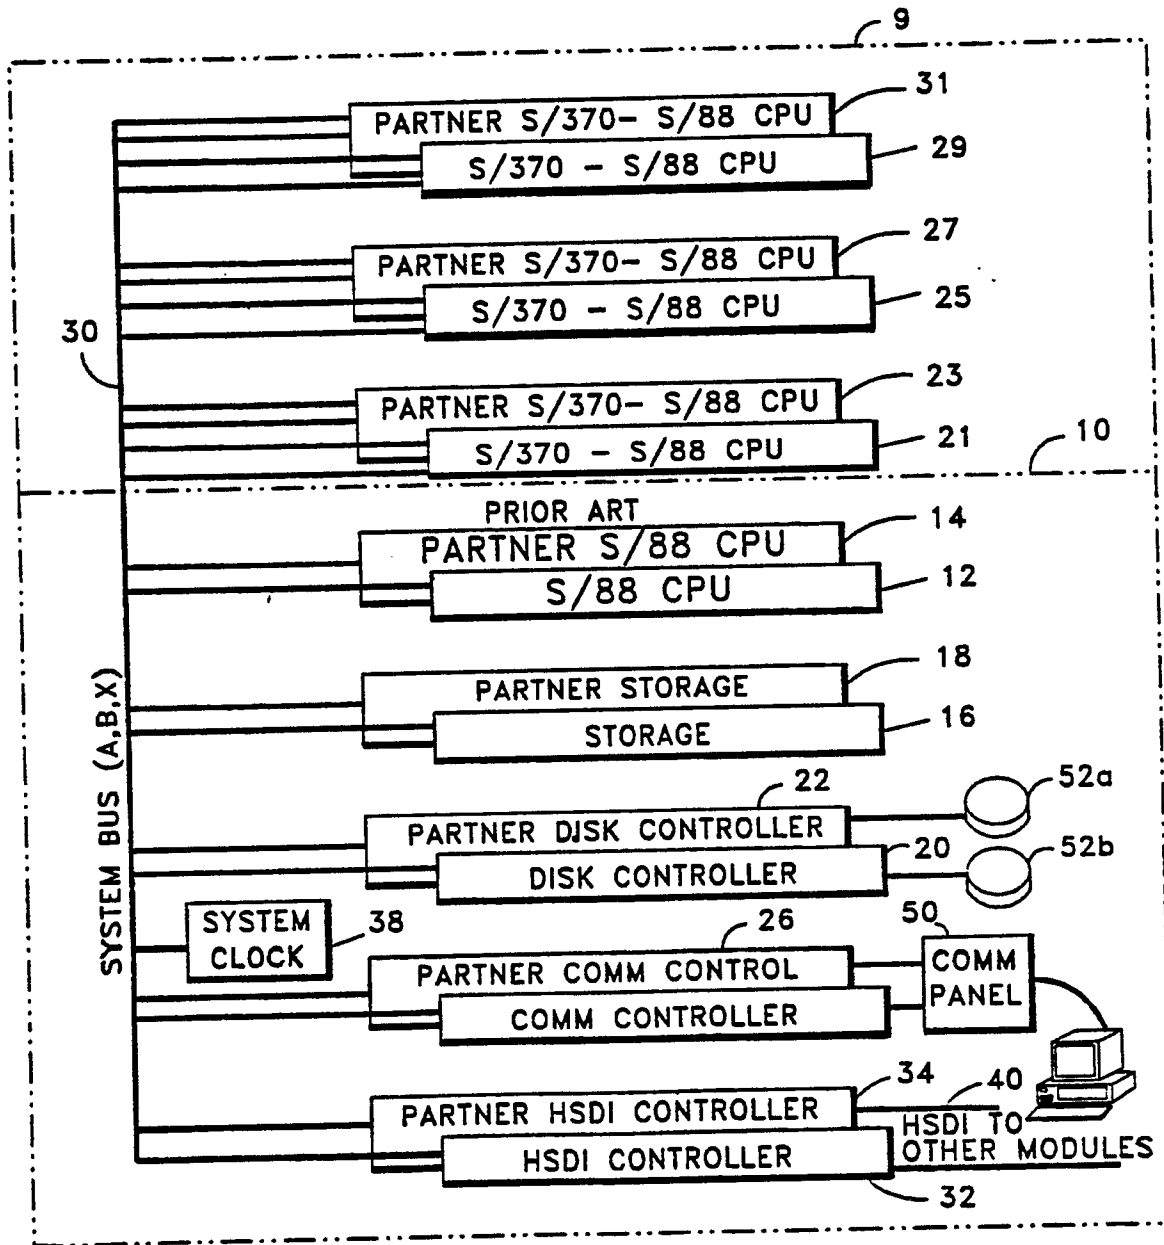 9
PARTNER S/370- S/88 CPU
31
S/370 - S/88 CPU
29
PARTNER S/370- S/88 CPU
27
S/370 - S/88 CPU
25
30
PARTNER S/370- S/88 CPU
23
S/370 - S/88 CPU
21
10
PRIOR ART
PARTNER S/88 CPU
14
S/88 CPU
12
SYSTEM BUS (A,B,X)
PARTNER STORAGE
18
STORAGE
16
22
52a
PARTNER DISK CONTROLLER
20
52b
DISK CONTROLLER
SYSTEM
CLOCK
38
26
50
PARTNER COMM CONTROL
COMM CONTROLLER
COMM
PANEL
34
40
PARTNER HSDI CONTROLLER
HSDI CONTROLLER
HSDI TO
OTHER MODULES
32